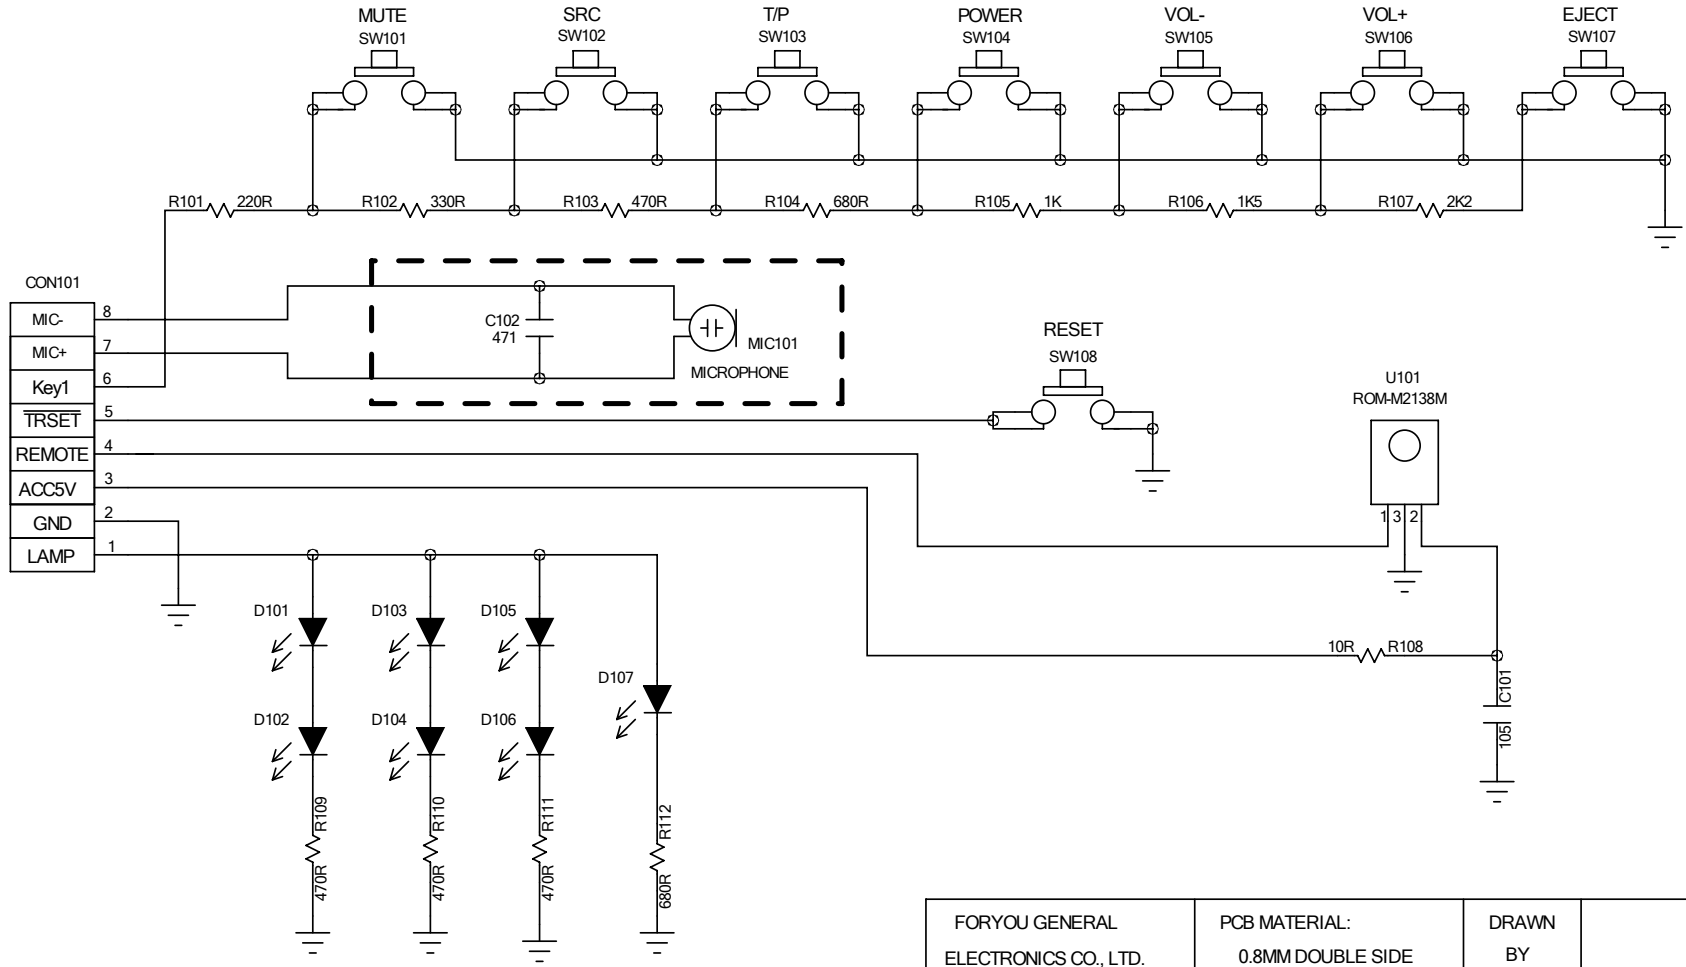 MUTE
SW101
SRC
SW102
T/P
SW103
POWER
SW104
VOL-
SW105
VOL+
SW106
EJECT
SW107
R101 220R
R102 330R
R103 470R
R104 680R
R105 1K
R106 1K5
R107 2K2
CON101
MIC- 8
MIC+ 7
Key1 6
TRSET 5
REMOTE 4
ACC5V 3
GND 2
LAMP 1
C102
471
MIC101
MICROPHONE
RESET
SW108
U101
ROM-M2138M
1 3 2
10R R108
C101
105
D101
D103
D105
D107
D102
D104
D106
R109
470R
R110
470R
R111
470R
R112
680R
FORYOU GENERAL
ELECTRONICS CO., LTD.
PCB MATERIAL:
0.8MM DOUBLE SIDE
DRAWN
BY